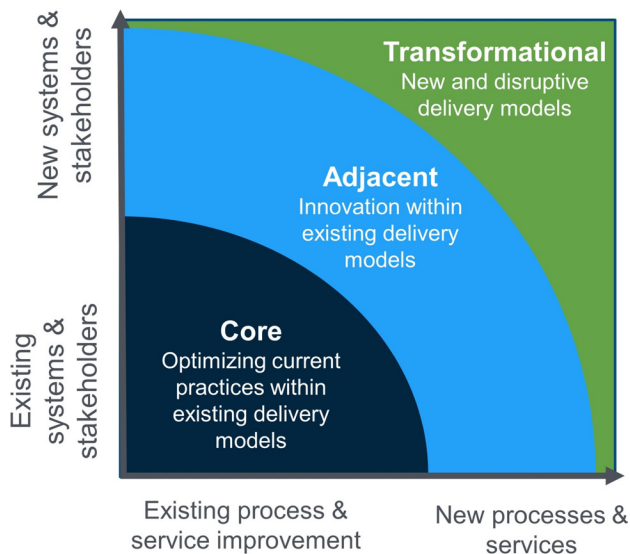 New systems &
stakeholders
Transformational
New and disruptive
delivery models
Adjacent
Innovation within
existing delivery
models
Existing
systems &
stakeholders
Core
Optimizing current
practices within
existing delivery
models
Existing process &
service improvement
New processes &
services